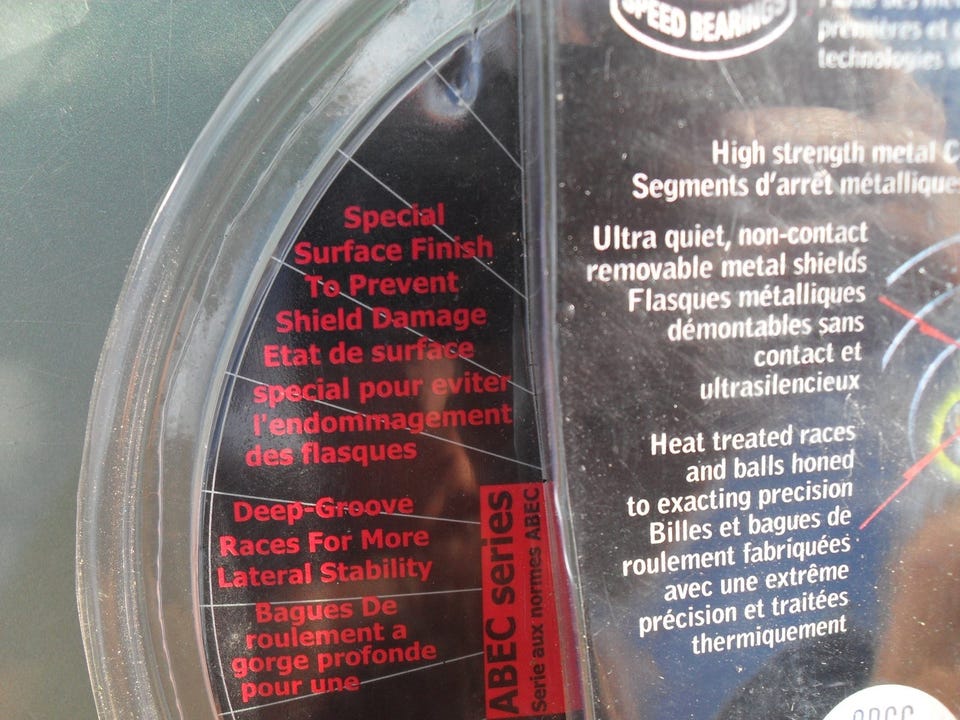 SPEED BEARINGS
premières et
technologies
High strength metal C
Segments d'arrêt métallique
Ultra quiet, non-contact
removable metal shields
Flasques métalliques
démontables sans
contact et
ultrasilencieux
Heat treated races
and balls honed
to exacting precision
Billes et bagues de
roulement fabriquées
avec une extrême
précision et traitées
thermiquement
Special
Surface Finish
To Prevent
Shield Damage
Etat de surface
special pour eviter
l'endommagement
des flasques
Deep-Groove
Races For More
Lateral Stability
Bagues De
roulement a
gorge profonde
pour une
ABEC series
Serie aux normes ABEC